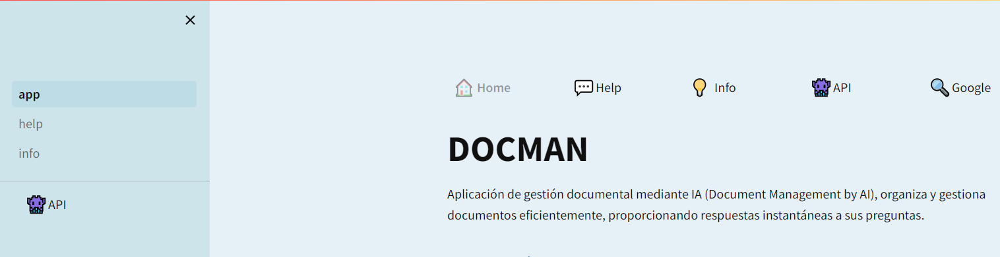 app
help
info
API
Home
Help
Info
API
Google
DOCMAN
Aplicación de gestión documental mediante IA (Document Management by AI), organiza y gestiona
documentos eficientemente, proporcionando respuestas instantáneas a sus preguntas.